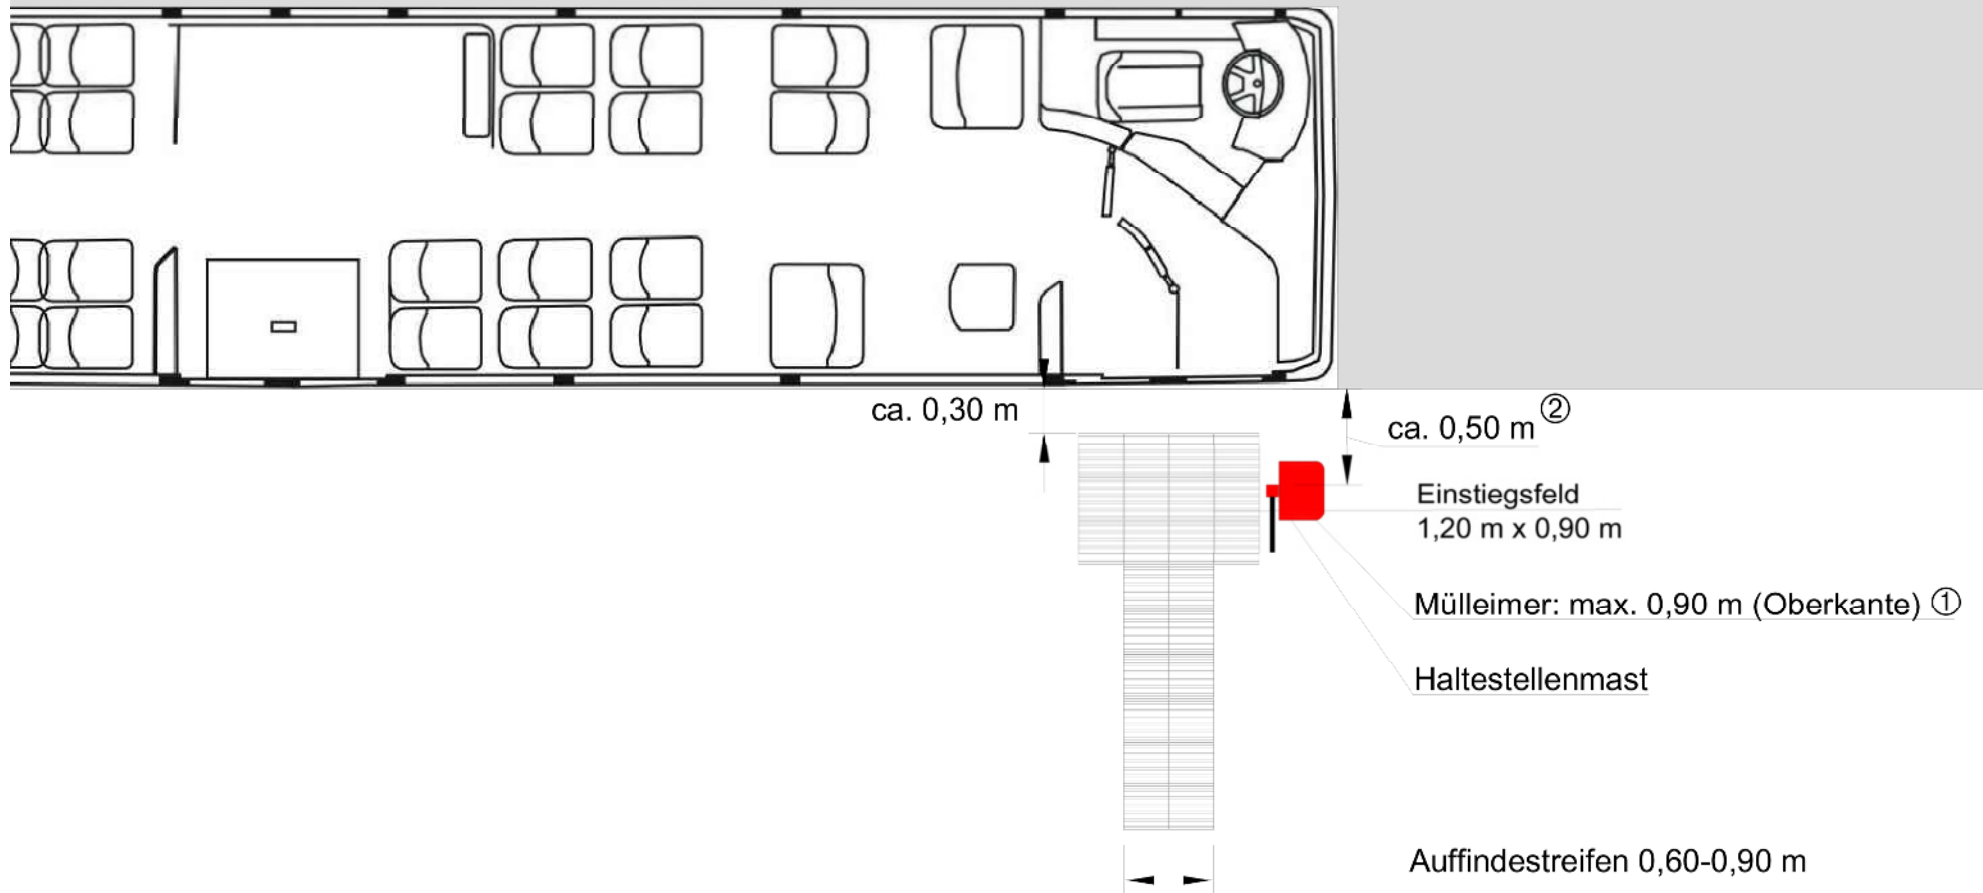 ca. 0,30 m
ca. 0,50 m ②
Einstiegsfeld
1,20 m x 0,90 m
Mülleimer: max. 0,90 m (Oberkante) ①
Haltestellenmast
Auffindestreifen 0,60-0,90 m